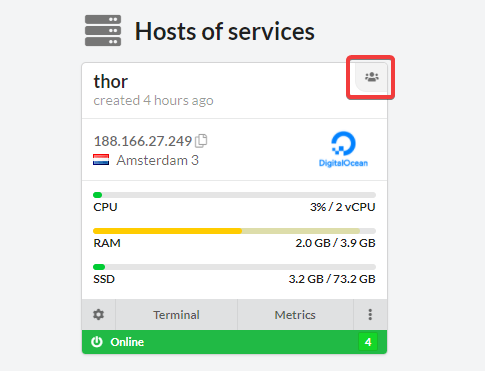 Hosts of services
thor
created 4 hours ago
188.166.27.249
Amsterdam 3
DigitalOcean
CPU 3% / 2 vCPU
RAM 2.0 GB / 3.9 GB
SSD 3.2 GB / 73.2 GB
Terminal Metrics
Online 4